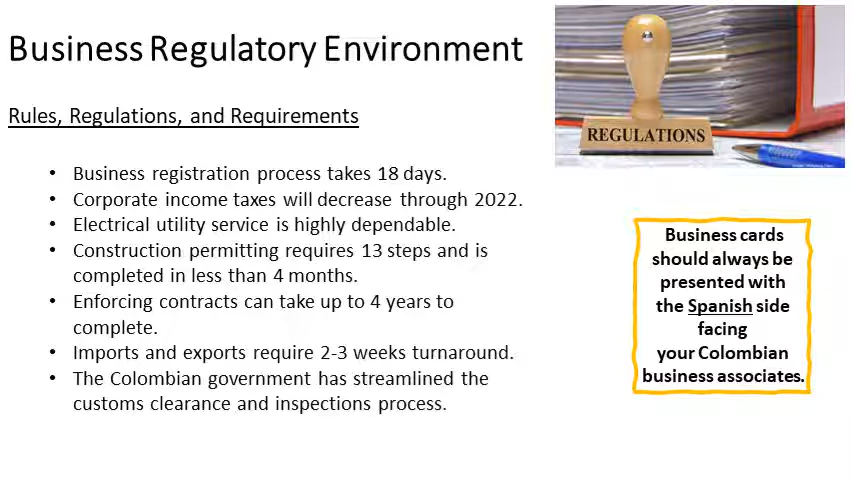 Business Regulatory Environment
Rules, Regulations, and Requirements
• Business registration process takes 18 days.
• Corporate income taxes will decrease through 2022.
• Electrical utility service is highly dependable.
• Construction permitting requires 13 steps and is
completed in less than 4 months.
• Enforcing contracts can take up to 4 years to
complete.
• Imports and exports require 2-3 weeks turnaround.
• The Colombian government has streamlined the
customs clearance and inspections process.
REGULATIONS
Business cards
should always be
presented with
the Spanish side
facing
your Colombian
business associates.